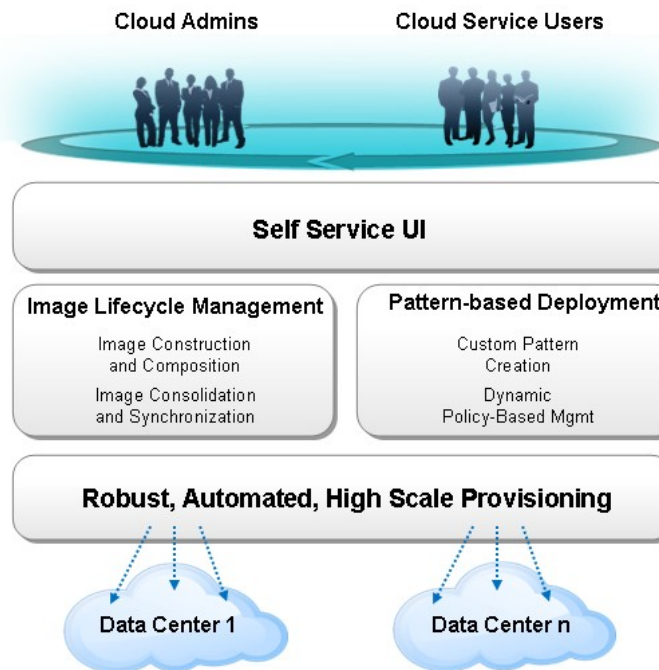 Cloud Admins
Cloud Service Users
Self Service UI
Image Lifecycle Management
Image Construction
and Composition
Image Consolidation
and Synchronization
Pattern-based Deployment
Custom Pattern
Creation
Dynamic
Policy-Based Mgmt
Robust, Automated, High Scale Provisioning
Data Center 1
Data Center n